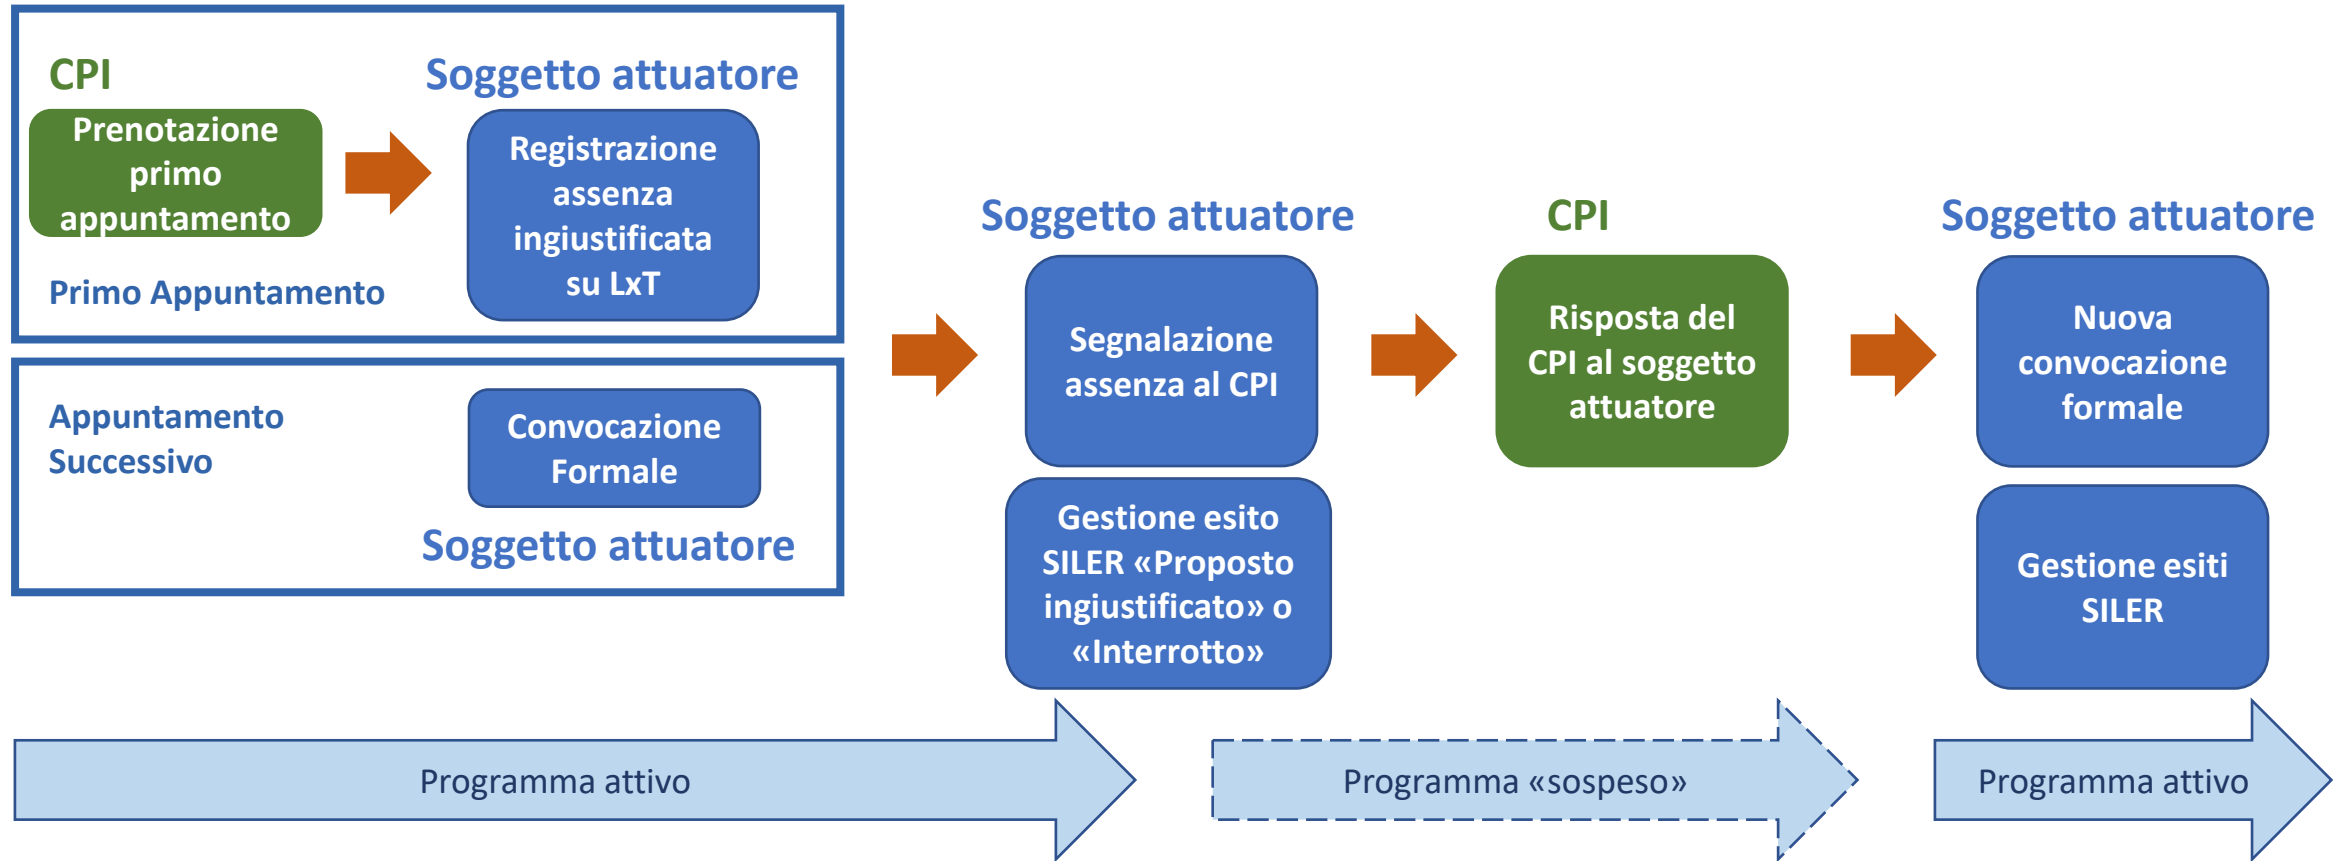 CPI
Soggetto attuatore
Prenotazione
primo
appuntamento
Registrazione
assenza
ingiustificata
su LxT
Primo Appuntamento
Appuntamento
Successivo
Convocazione
Formale
Soggetto attuatore
Soggetto attuatore
Segnalazione
assenza al CPI
Gestione esito
SILER «Proposto
ingiustificato» o
«Interrotto»
CPI
Risposta del
CPI al soggetto
attuatore
Soggetto attuatore
Nuova
convocazione
formale
Gestione esiti
SILER
Programma attivo
Programma «sospeso»
Programma attivo